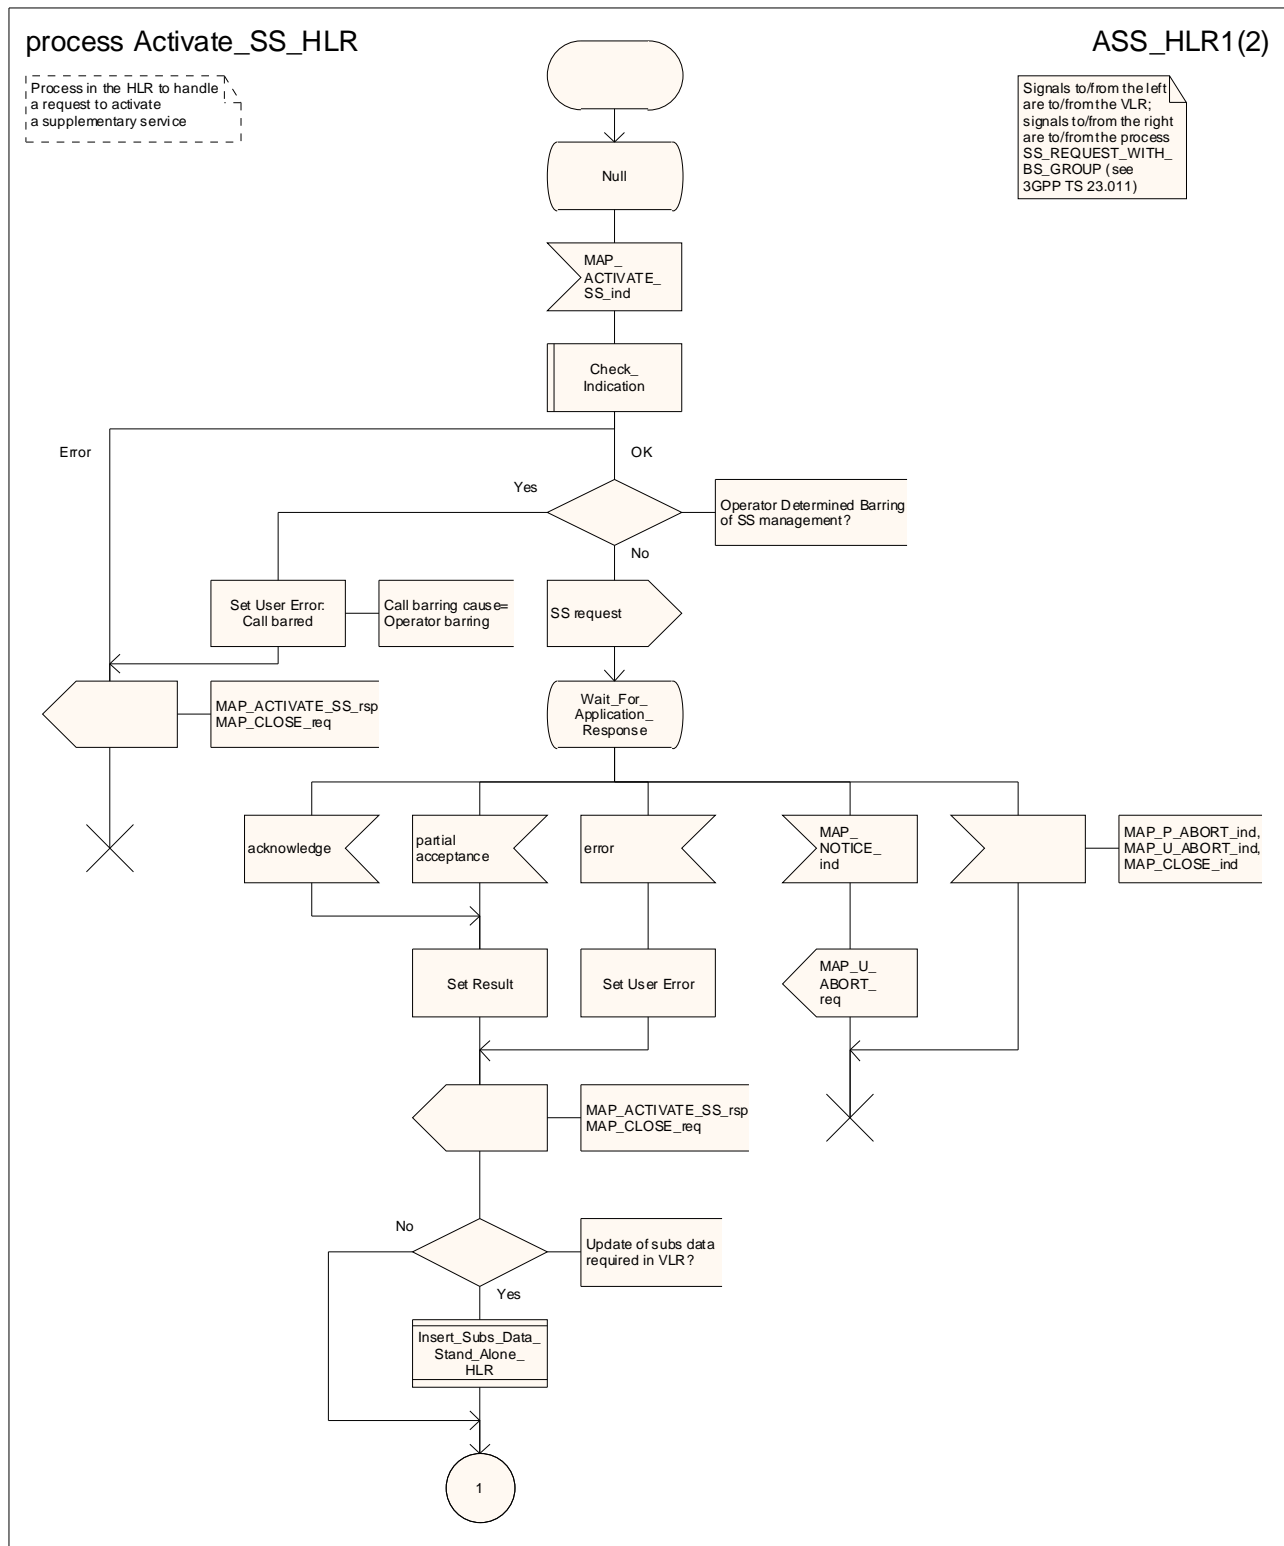 process Activate_SS_HLR
ASS_HLR1(2)
Process in the HLR to handle
a request to activate
a supplementary service
Signals to/from the left
are to/from the VLR;
signals to/from the right
are to/from the process
SS_REQUEST_WITH_
BS_GROUP (see
3GPP TS 23.011)
Null
MAP_
ACTIVATE_
SS_ind
Check_
Indication
Error
OK
Yes
Operator Determined Barring
of SS management?
No
Set User Error:
Call barred
Call barring cause=
Operator barring
SS request
MAP_ACTIVATE_SS_rsp
MAP_CLOSE_req
Wait_For_
Application_
Response
acknowledge
partial
acceptance
error
MAP_
NOTICE_
ind
MAP_P_ABORT_ind,
MAP_U_ABORT_ind,
MAP_CLOSE_ind
Set Result
Set User Error
MAP_U_
ABORT_
req
MAP_ACTIVATE_SS_rsp
MAP_CLOSE_req
No
Update of subs data
required in VLR?
Yes
Insert_Subs_Data_
Stand_Alone_
HLR
1